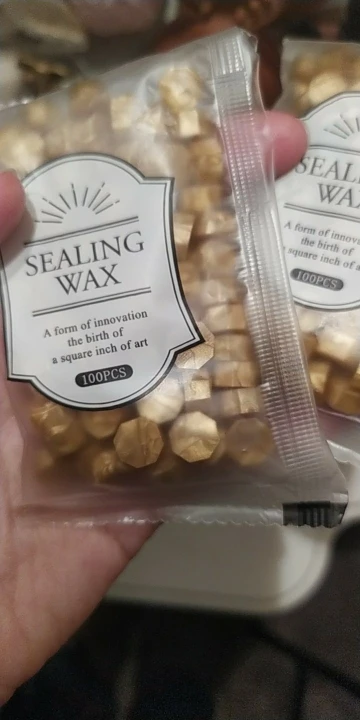 SEALING
WAX
A form of innovation
the birth of
a square inch of art
100PCS
SEALI
WAX
A form of innova
the birth of
square inch of
100PCS